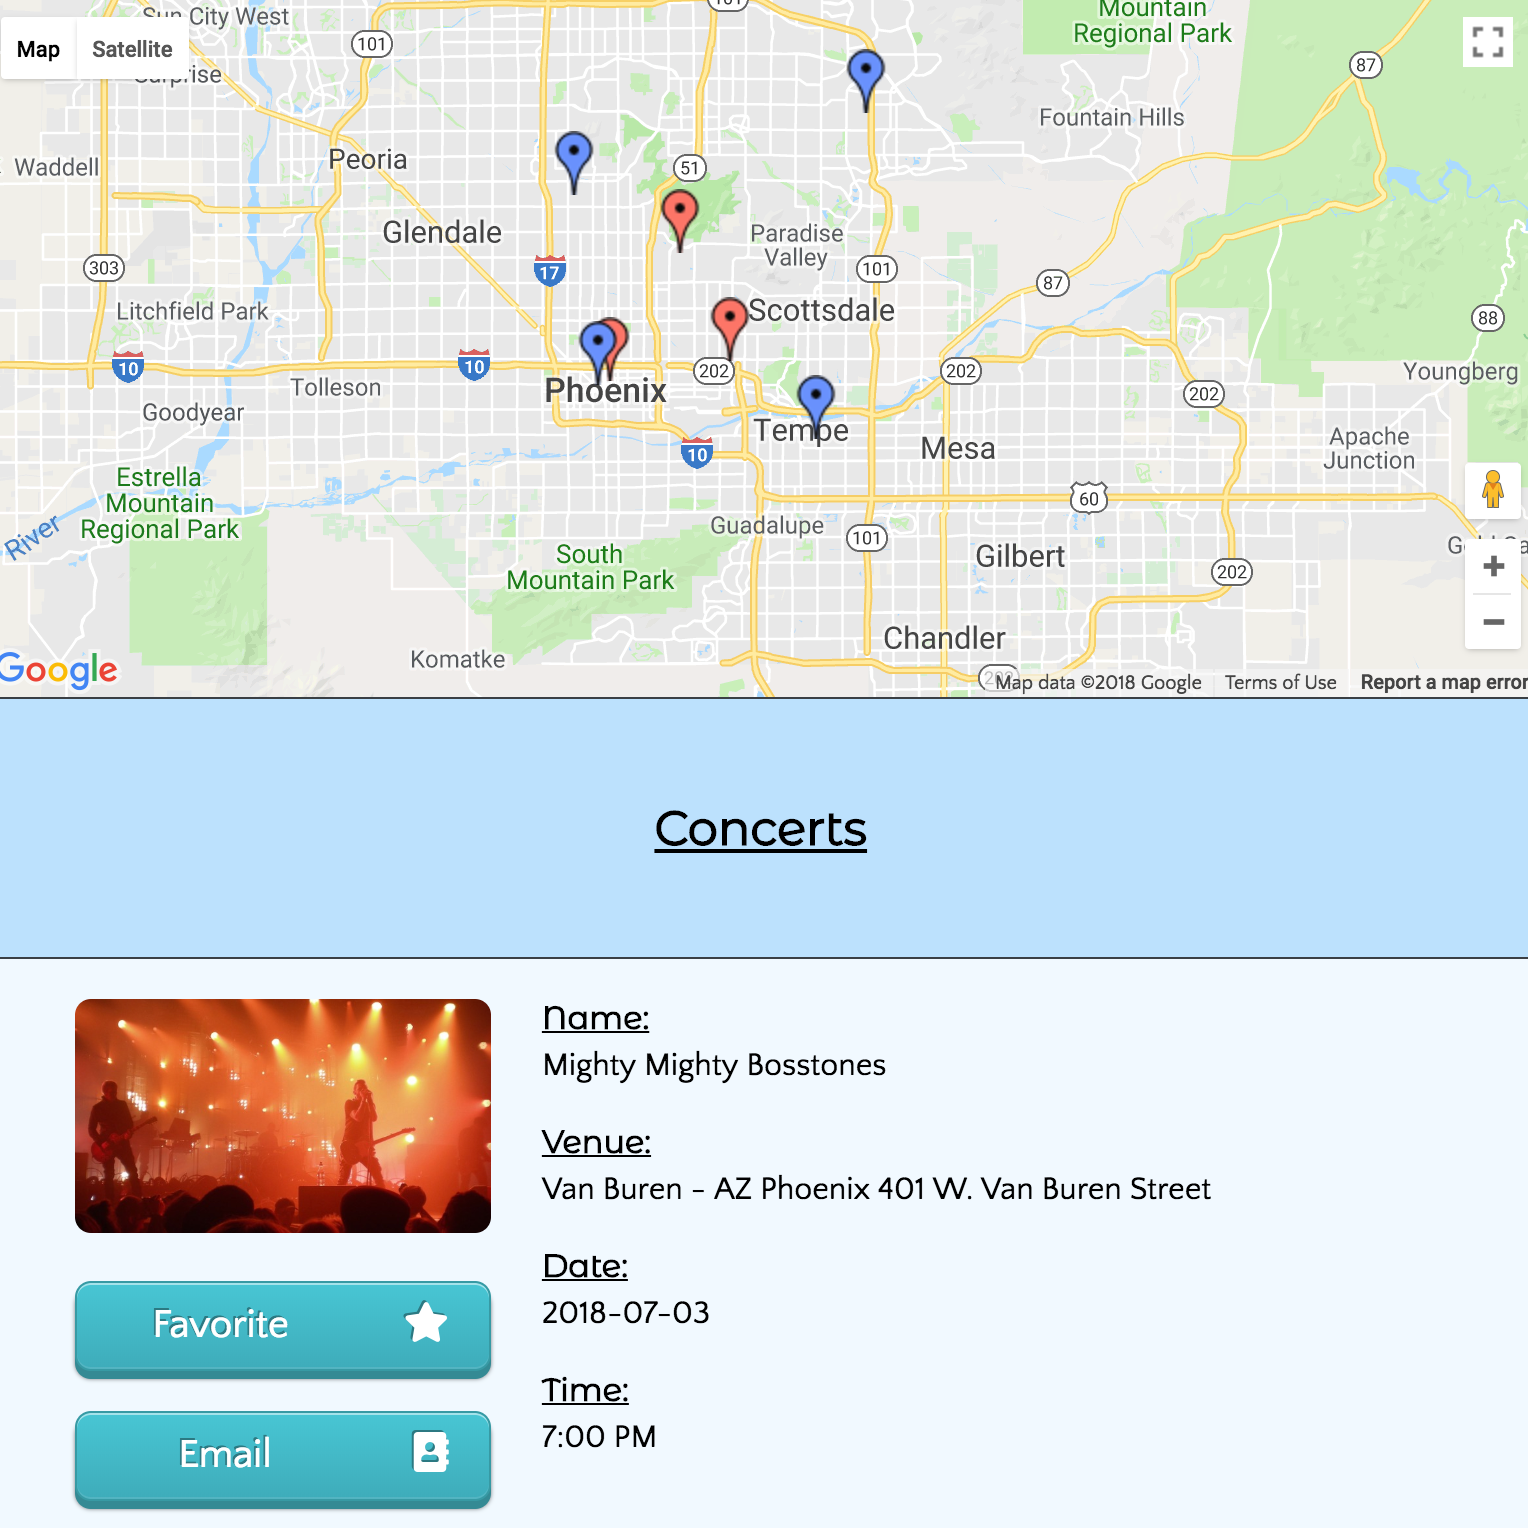 101
Mountain
Regional Park
Sun City West
Map
Satellite
Surprise
101
87
Fountain Hills
Waddell
Peoria
51
Glendale
Paradise
Valley
303
17
101
87
Litchfield Park
Scottsdale
88
10
10
202
202
Youngberg
Tolleson
Phoenix
202
Goodyear
Tempe
Mesa
Apache
Junction
10
Estrella
Mountain
Regional Park
60
River
Guadalupe
101
South
Mountain Park
Gilbert
202
Chandler
Komatke
Google
202
Map data ©2018 Google
Terms of Use
Report a map error
Concerts
Name:
Mighty Mighty Bosstones
Venue:
Van Buren - AZ Phoenix 401 W. Van Buren Street
Date:
2018-07-03
Favorite
Time:
7:00 PM
Email